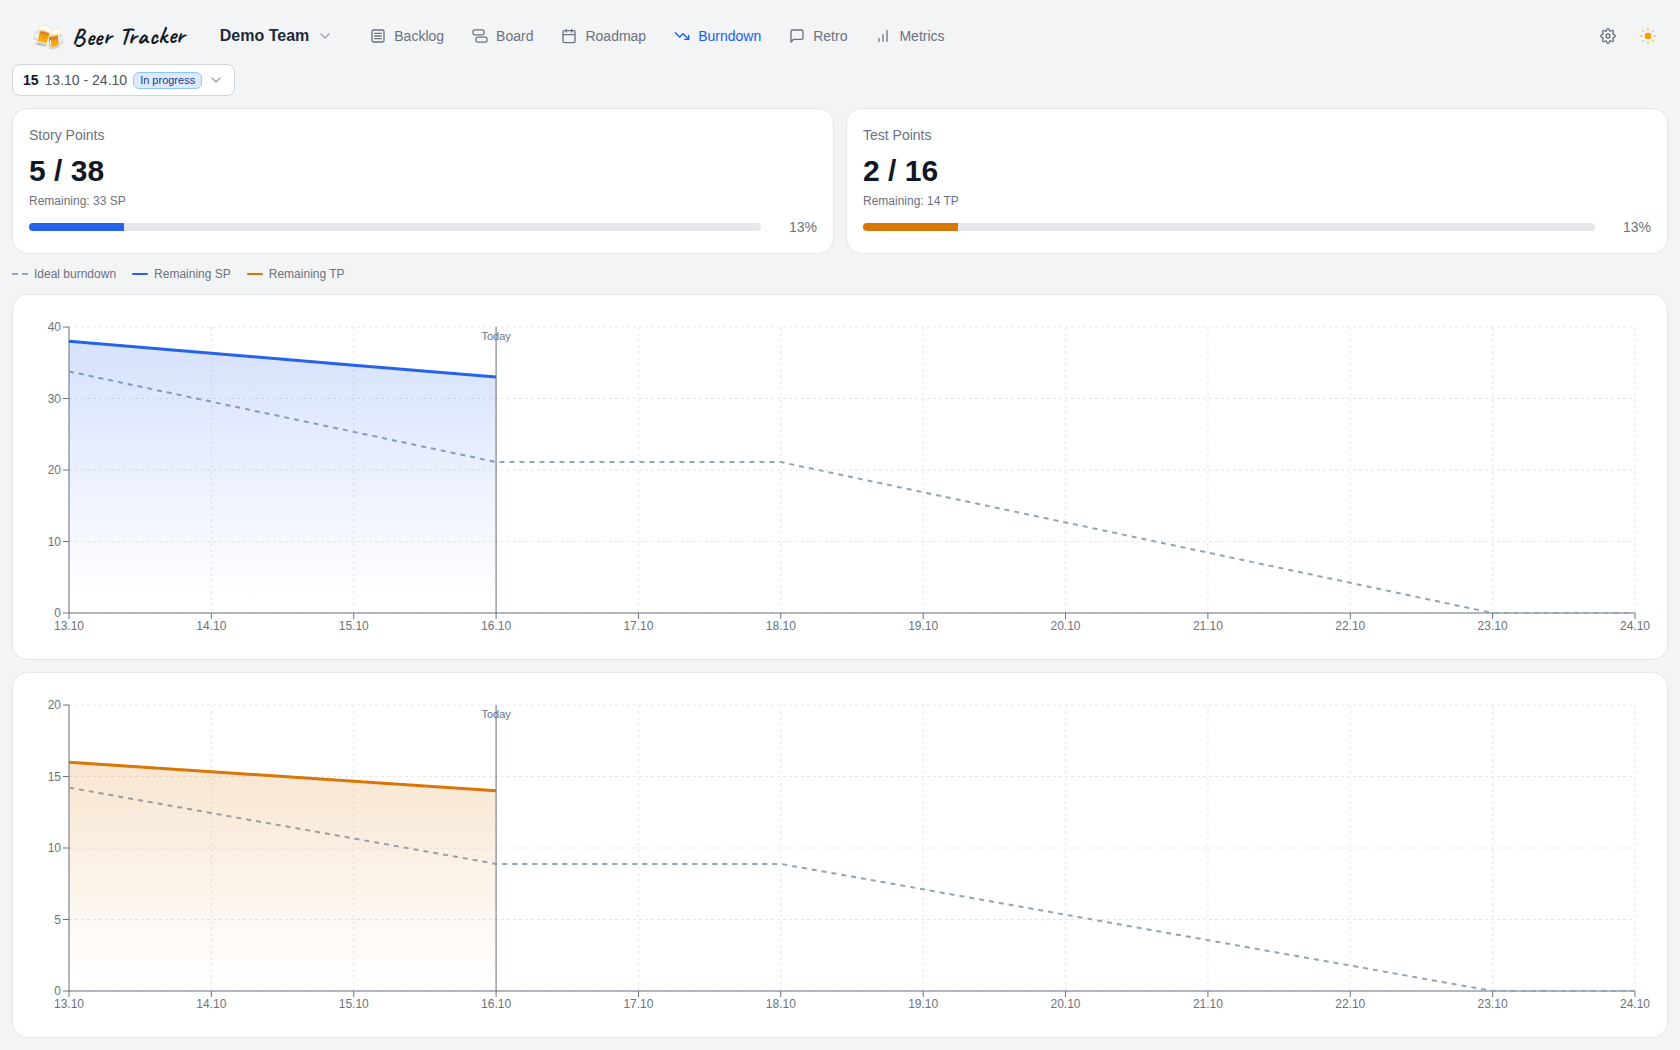 Beer Tracker Demo Team Backlog Board Roadmap Burndown Retro Metrics
15 13.10 - 24.10 In progress
Story Points
5 / 38
Remaining: 33 SP
13%
Test Points
2 / 16
Remaining: 14 TP
13%
Ideal burndown Remaining SP Remaining TP
40
Today
30
20
10
0
13.10 14.10 15.10 16.10 17.10 18.10 19.10 20.10 21.10 22.10 23.10 24.10
20
Today
15
10
5
0
13.10 14.10 15.10 16.10 17.10 18.10 19.10 20.10 21.10 22.10 23.10 24.10